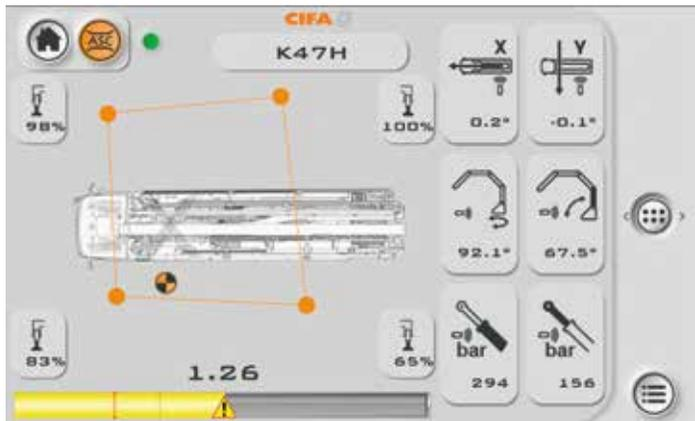 CIFA
ASC
K47H
X
Y
98%
100%
0.2°
-0.1°
92.1°
67.5°
83%
65%
bar
bar
1.26
294
156